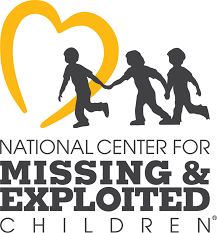 NATIONAL CENTER FOR
MISSING &
EXPLOITED
CHILDREN®